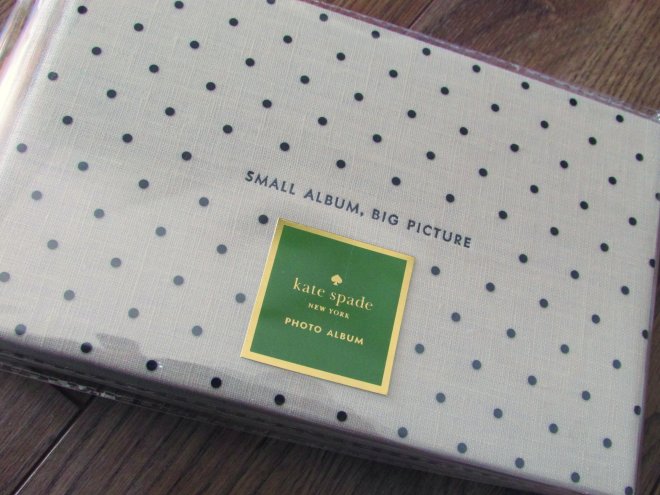 SMALL ALBUM, BIG PICTURE
kate spade
NEW YORK
PHOTO ALBUM